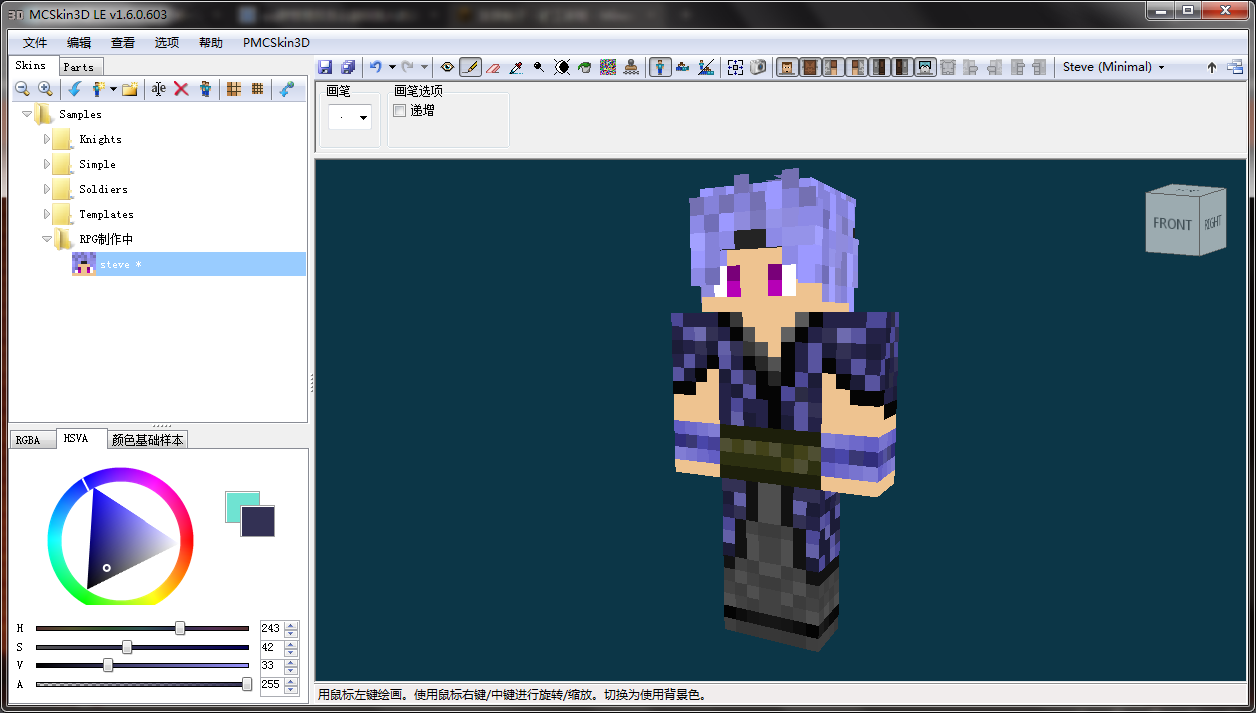 3D MCSkin3D LE v1.6.0.603
文件 编辑 查看 选项 帮助 PMCSkin3D
Skins Parts
Steve (Minimal)
画笔 画笔选项
递增
Samples
Knights
Simple
Soldiers
Templates
RPG制作中
steve *
FRONT RIGHT
RGBA HSVA 颜色基础样本
H 243
S 42
V 33
A 255
用鼠标左键绘画。使用鼠标右键/中键进行旋转/缩放。切换为使用背景色。